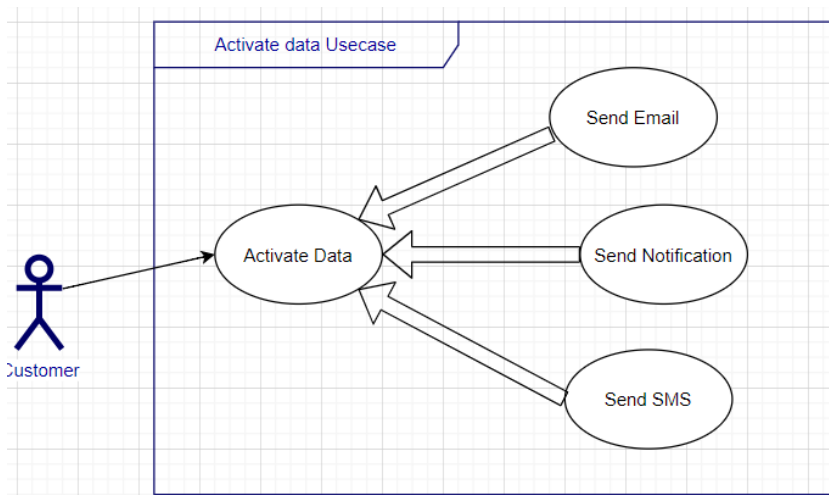 Activate data Usecase
Send Email
Activate Data
Send Notification
Send SMS
Customer